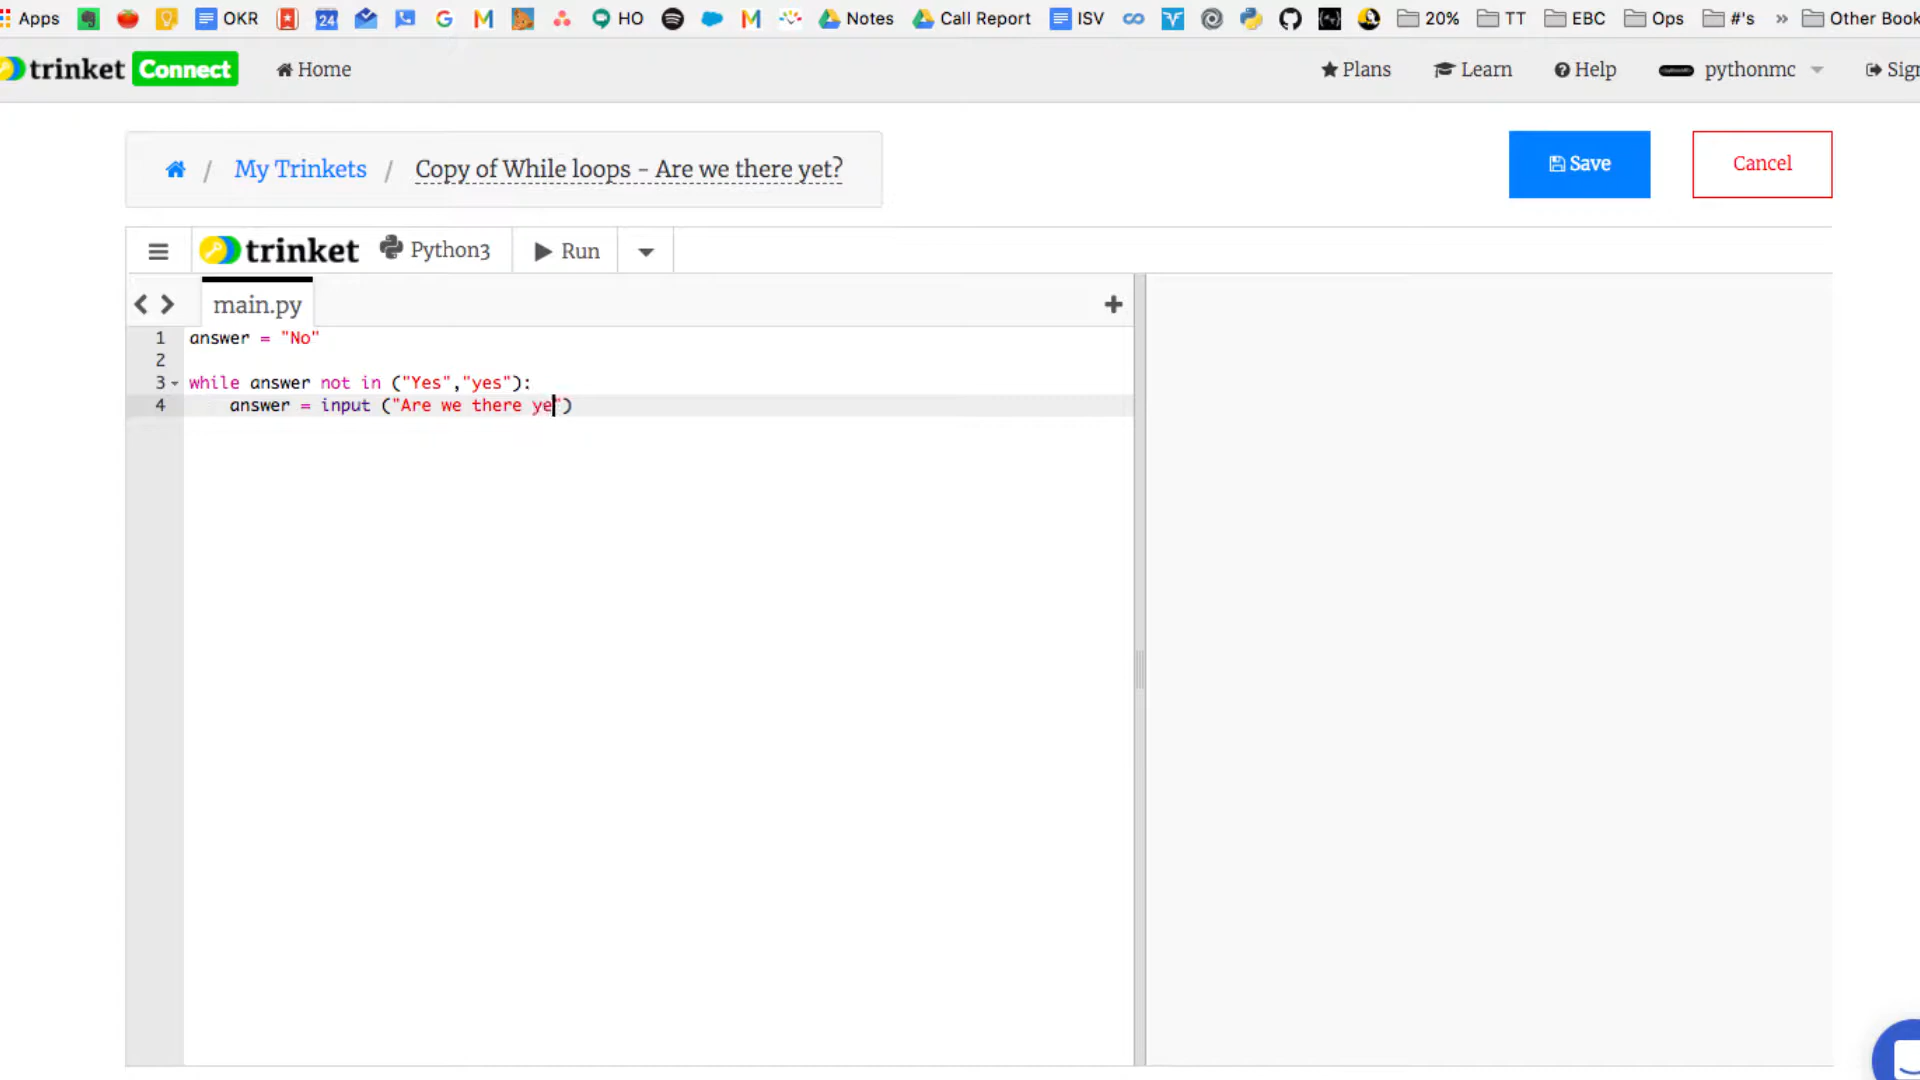 Apps OKR 24 G M HO M Notes Call Report ISV 20% TT EBC Ops #'s » Other Book
trinket Connect Home Plans Learn Help pythonmc Sign
/ My Trinkets / Copy of While loops – Are we there yet? Save Cancel
trinket Python3 Run
main.py +
1 answer = "No"
2
3 while answer not in ("Yes","yes"):
4 answer = input ("Are we there ye")